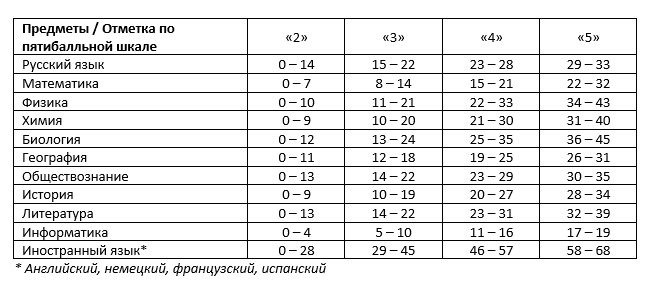 Предметы / Отметка по пятибалльной шкале «2» «3» «4» «5»
Русский язык 0 – 14 15 – 22 23 – 28 29 – 33
Математика 0 – 7 8 – 14 15 – 21 22 – 32
Физика 0 – 10 11 – 21 22 – 33 34 – 43
Химия 0 – 9 10 – 20 21 – 30 31 – 40
Биология 0 – 12 13 – 24 25 – 35 36 – 45
География 0 – 11 12 – 18 19 – 25 26 – 31
Обществознание 0 – 13 14 – 22 23 – 29 30 – 35
История 0 – 9 10 – 19 20 – 27 28 – 34
Литература 0 – 13 14 – 22 23 – 31 32 – 39
Информатика 0 – 4 5 – 10 11 – 16 17 – 19
Иностранный язык* 0 – 28 29 – 45 46 – 57 58 – 68
* Английский, немецкий, французский, испанский